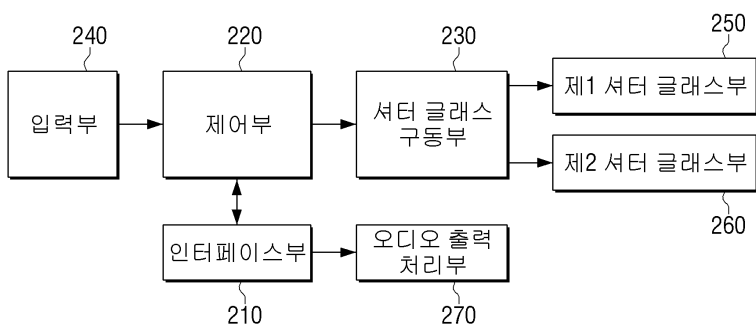 240
220
230
250
입력부
제어부
셔터 글래스
구동부
제1 셔터 글래스부
제2 셔터 글래스부
260
인터페이스부
오디오 출력
처리부
210
270